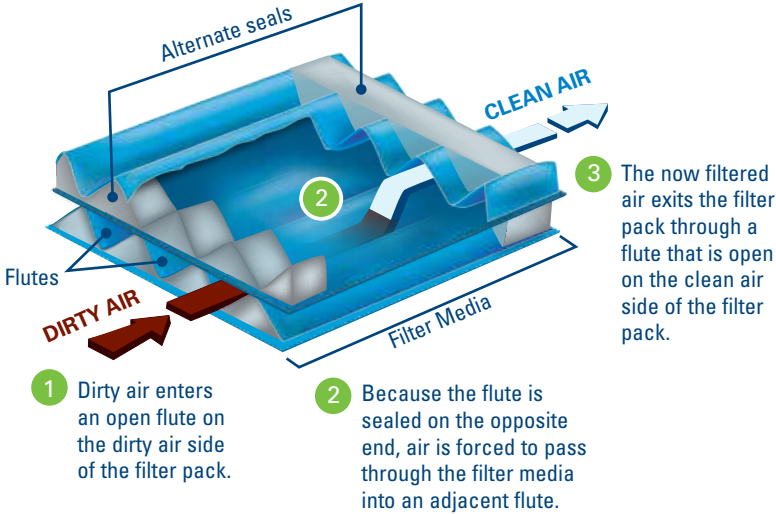 Alternate seals
CLEAN AIR
2
Flutes
DIRTY AIR
Filter Media
1
Dirty air enters
an open flute on
the dirty air side
of the filter pack.
2
Because the flute is
sealed on the opposite
end, air is forced to pass
through the filter media
into an adjacent flute.
3
The now filtered
air exits the filter
pack through a
flute that is open
on the clean air
side of the filter
pack.